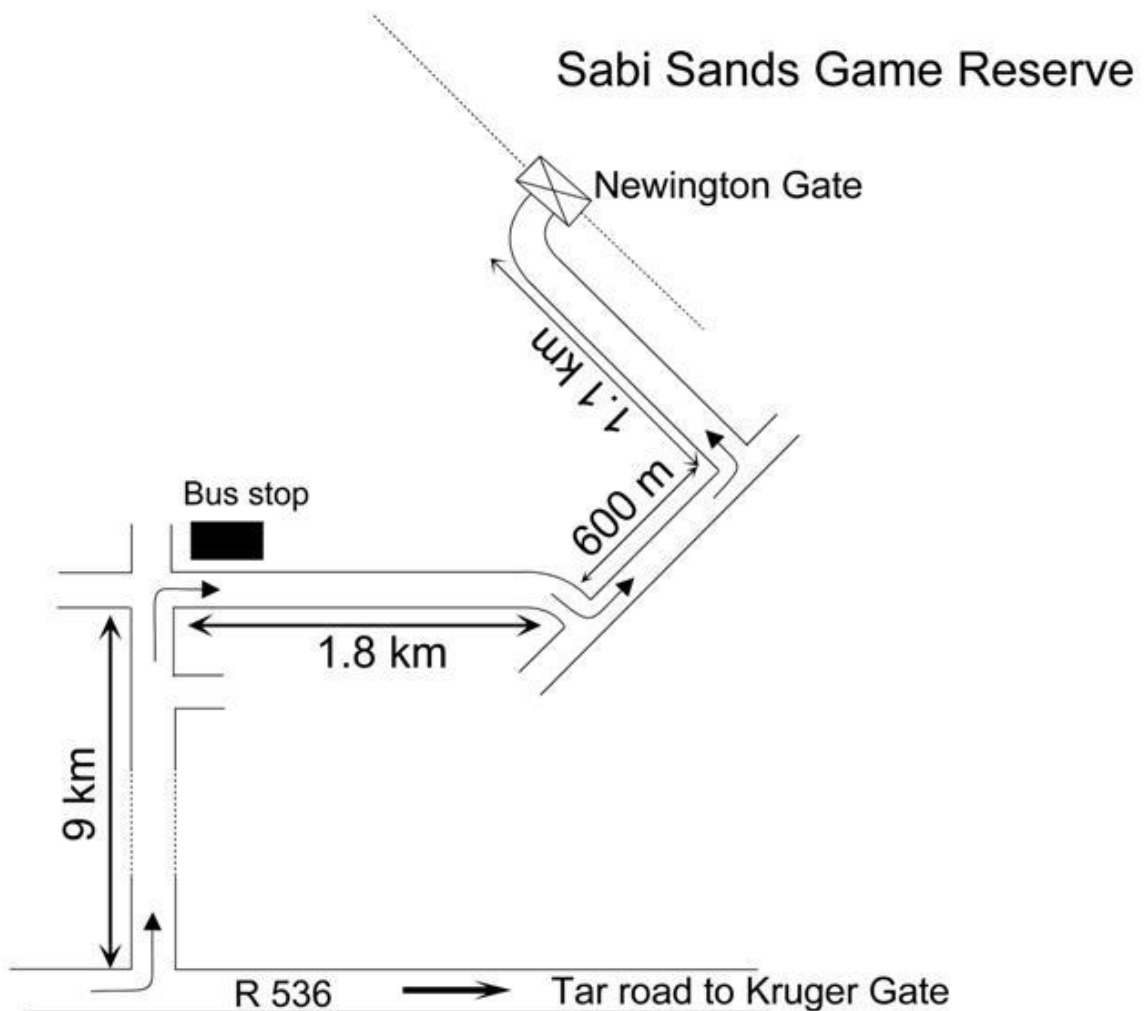 Sabi Sands Game Reserve
Newington Gate
1.1 km
600 m
Bus stop
1.8 km
9 km
R 536
Tar road to Kruger Gate